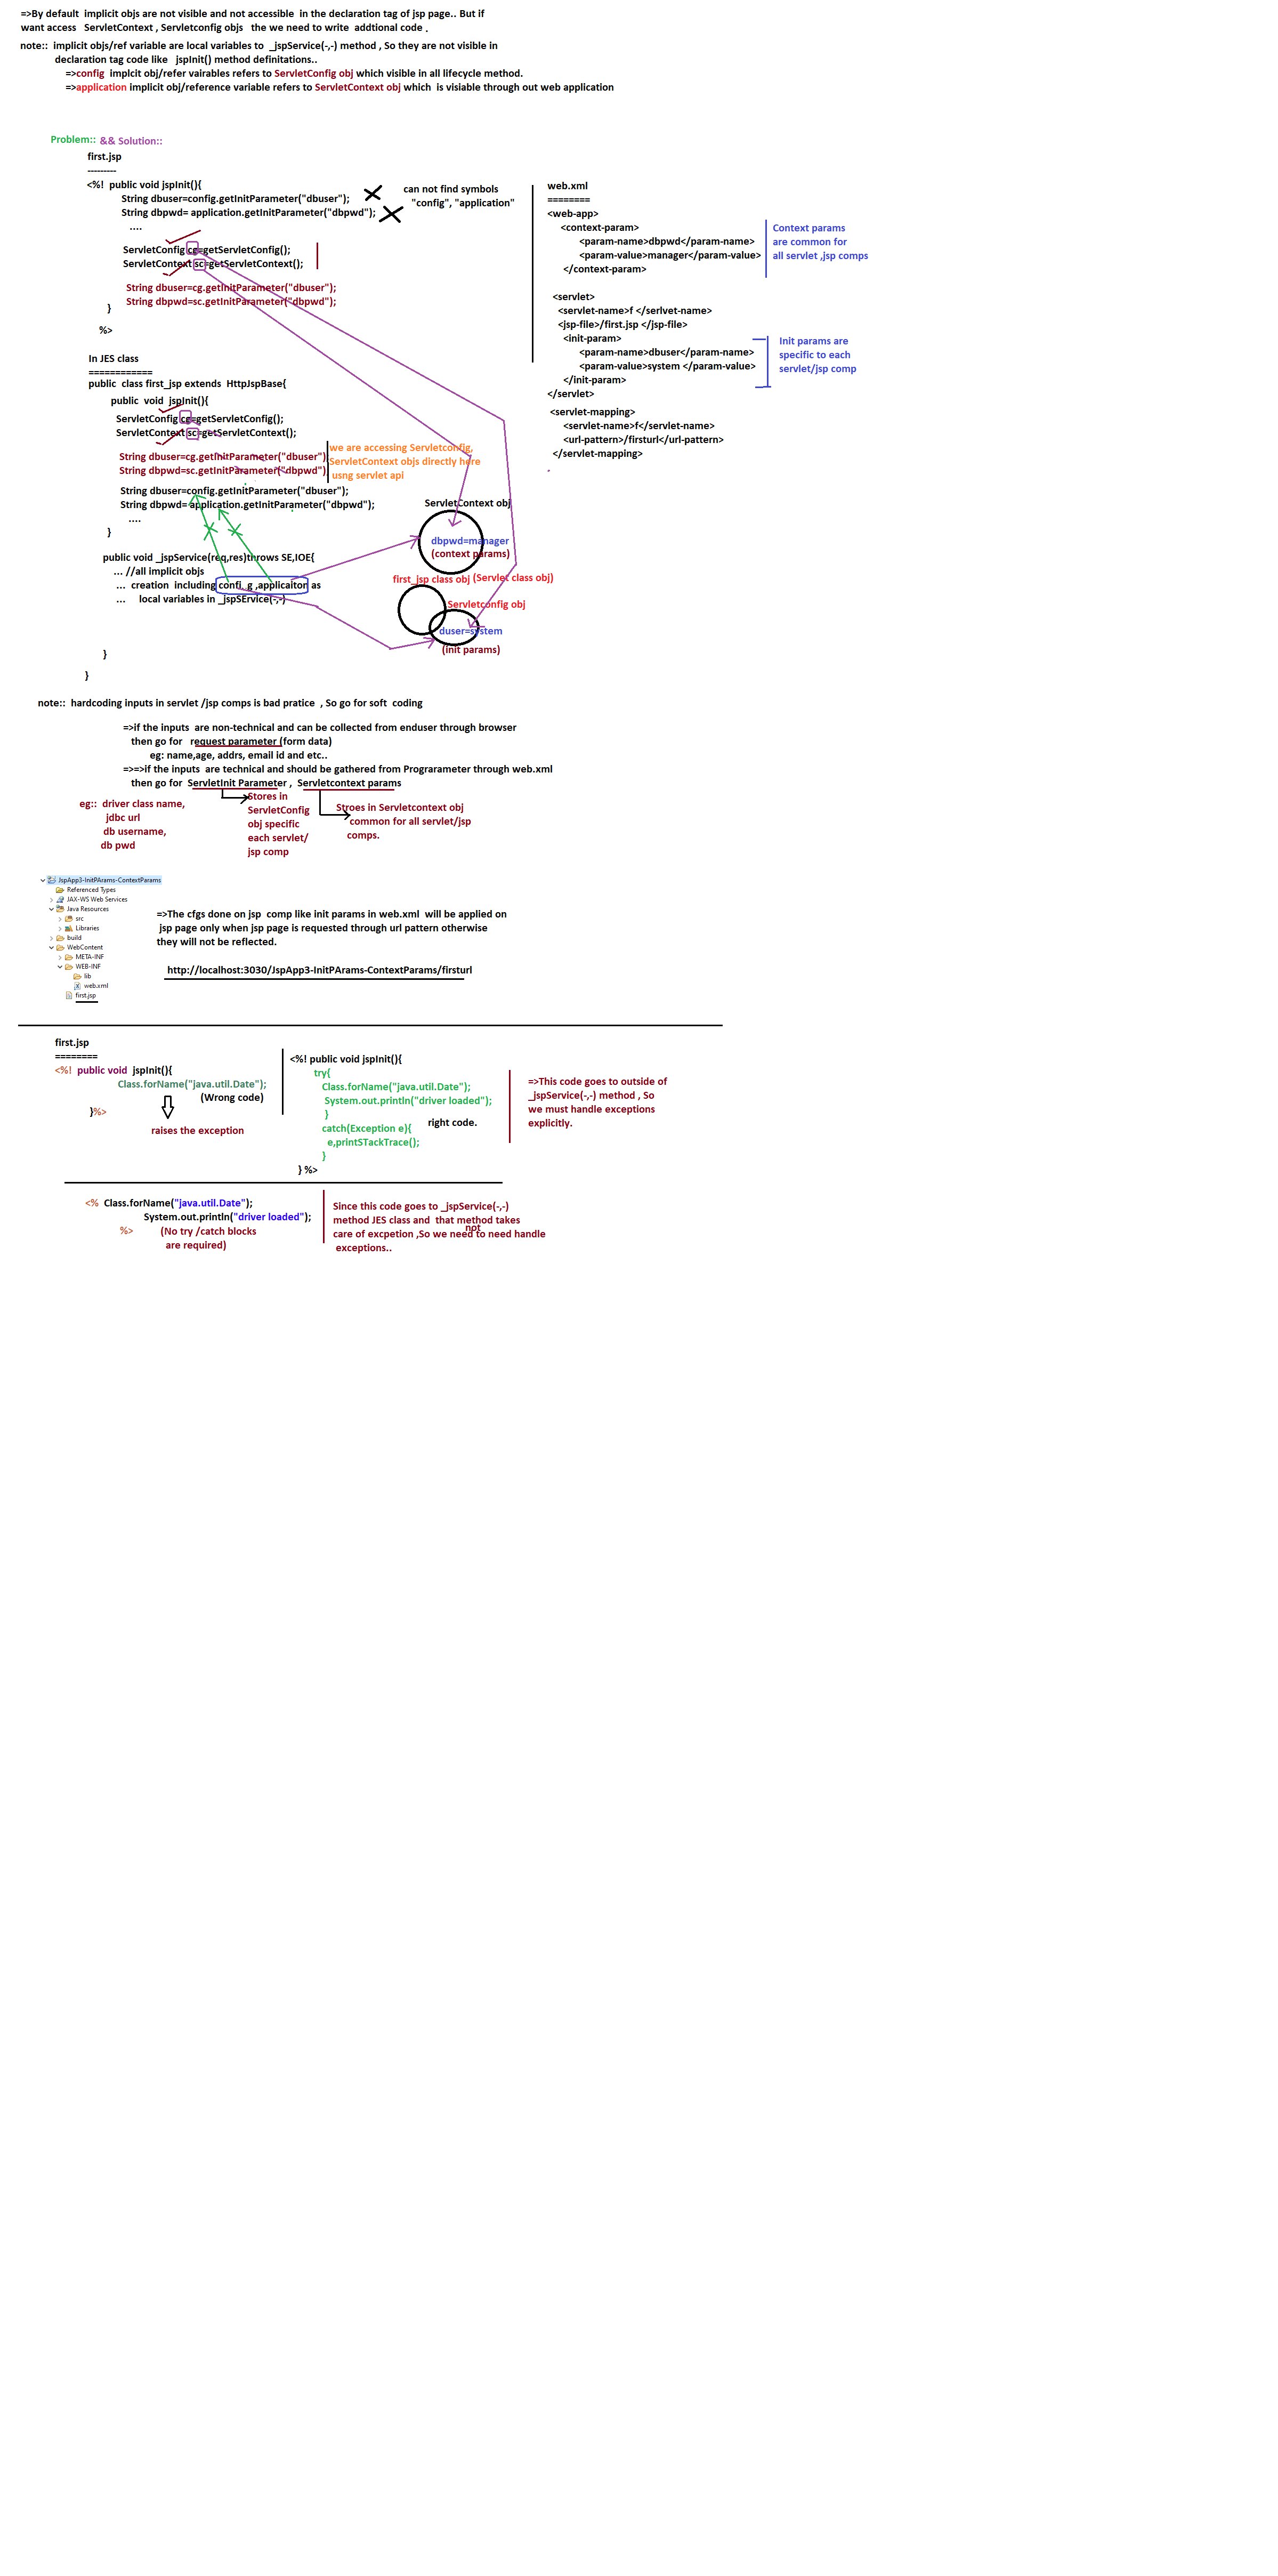 =>By default implicit objs are not visible and not accessible in the declaration tag of jsp page.. But if
want access ServletContext , Servletconfig objs the we need to write addtional code .
note:: implicit objs/ref variable are local variables to _jspService(-,-) method , So they are not visible in
declaration tag code like jspInit() method definitations..
=>config implcit obj/refer vairables refers to ServletConfig obj which visible in all lifecycle method.
=>application implicit obj/reference variable refers to ServletContext obj which is visiable through out web application
Problem:: && Solution::
first.jsp
---------
<%! public void jspInit(){
String dbuser=config.getInitParameter("dbuser");
String dbpwd= application.getInitParameter("dbpwd");
....
can not find symbols
"config", "application"
ServletConfig cg=getServletConfig();
ServletContext sc=getServletContext();
String dbuser=cg.getInitParameter("dbuser");
String dbpwd=sc.getInitParameter("dbpwd");
}
%>
web.xml
========
<web-app>
<context-param>
<param-name>dbpwd</param-name>
<param-value>manager</param-value>
</context-param>
Context params
are common for
all servlet ,jsp comps
<servlet>
<servlet-name>f </serlvet-name>
<jsp-file>/first.jsp </jsp-file>
<init-param>
<param-name>dbuser</param-name>
<param-value>system </param-value>
</init-param>
</servlet>
Init params are
specific to each
servlet/jsp comp
<servlet-mapping>
<servlet-name>f</servlet-name>
<url-pattern>/firsturl</url-pattern>
</servlet-mapping>
In JES class
============
public class first_jsp extends HttpJspBase{
public void jspInit(){
ServletConfig cg=getServletConfig();
ServletContext sc=getServletContext();
String dbuser=cg.getInitParameter("dbuser")
String dbpwd=sc.getInitParameter("dbpwd")
we are accessing Servletconfig,
ServletContext objs directly here
usng servlet api
String dbuser=config.getInitParameter("dbuser");
String dbpwd= application.getInitParameter("dbpwd");
....
}
ServletContext obj
dbpwd=manager
(context params)
public void _jspService(req,res)throws SE,IOE{
... //all implicit objs
... creation including confi_g ,applicaiton as
... local variables in _jspSErvice(-,-)
first_jsp class obj (Servlet class obj)
Servletconfig obj
duser=system
(init params)
}
}
note:: hardcoding inputs in servlet /jsp comps is bad pratice , So go for soft coding
=>if the inputs are non-technical and can be collected from enduser through browser
then go for request parameter (form data)
eg: name,age, addrs, email id and etc..
=>=>if the inputs are technical and should be gathered from Prograrameter through web.xml
then go for ServletInit Parameter , Servletcontext params
eg:: driver class name,
jdbc url
db username,
db pwd
Stores in
ServletConfig
obj specific
each servlet/
jsp comp
Stroes in Servletcontext obj
common for all servlet/jsp
comps.
JspApp3-InitPArams-ContextParams
Referenced Types
JAX-WS Web Services
Java Resources
src
Libraries
build
WebContent
META-INF
WEB-INF
lib
web.xml
first.jsp
=>The cfgs done on jsp comp like init params in web.xml will be applied on
jsp page only when jsp page is requested through url pattern otherwise
they will not be reflected.
http://localhost:3030/JspApp3-InitPArams-ContextParams/firsturl
first.jsp
========
<%! public void jspInit(){
Class.forName("java.util.Date");
(Wrong code)
}%>
raises the exception
<%! public void jspInit(){
try{
Class.forName("java.util.Date");
System.out.println("driver loaded");
}
catch(Exception e){
e,printSTackTrace();
}
} %>
right code.
=>This code goes to outside of
_jspService(-,-) method , So
we must handle exceptions
explicitly.
<% Class.forName("java.util.Date");
System.out.println("driver loaded");
%> (No try /catch blocks
are required)
Since this code goes to _jspService(-,-)
method JES class and that method takes
not
care of excpetion ,So we need to need handle
exceptions..